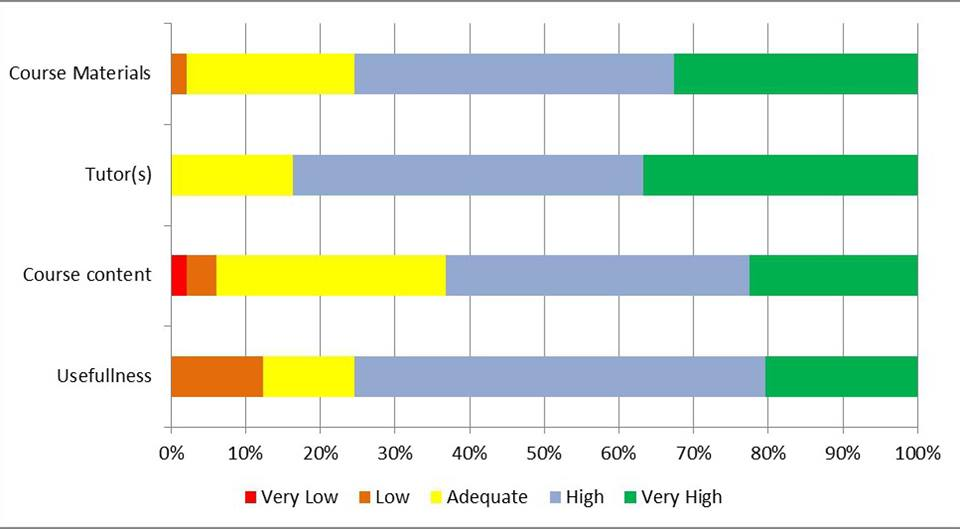 Course Materials
Tutor(s)
Course content
Usefullness
0% 10% 20% 30% 40% 50% 60% 70% 80% 90% 100%
Very Low Low Adequate High Very High